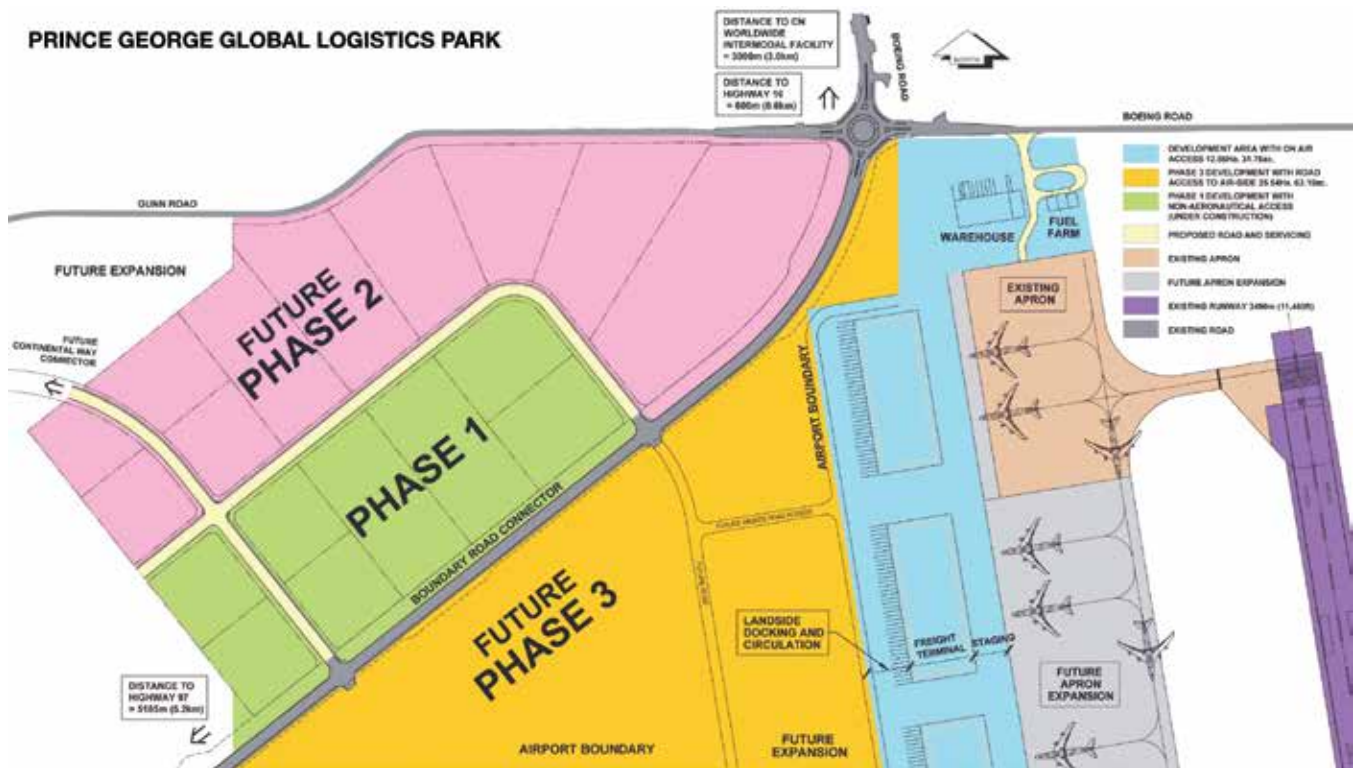 PRINCE GEORGE GLOBAL LOGISTICS PARK
DISTANCE TO CN
WORLDWIDE
INTERMODAL FACILITY
= 3000m (3.0km)
DISTANCE TO
HIGHWAY 16
= 600m (0.6km)
BOEING ROAD
NORTH
BOEING ROAD
DEVELOPMENT AREA WITH ON AIR
ACCESS
PHASE 3 DEVELOPMENT WITH ROAD
ACCESS TO AIR-SIDE
PHASE 1 DEVELOPMENT WITH
NON-AERONAUTICAL ACCESS
(UNDER CONSTRUCTION)
PROPOSED ROAD AND SERVICING
EXISTING APRON
FUTURE APRON EXPANSION
EXISTING RUNWAY
EXISTING ROAD
GUNN ROAD
FUTURE EXPANSION
FUTURE
CONTINENTAL WAY
CONNECTOR
FUTURE
PHASE 2
PHASE 1
BOUNDARY ROAD CONNECTOR
FUTURE
PHASE 3
DISTANCE TO
HIGHWAY 97
(5.2km)
AIRPORT BOUNDARY
WAREHOUSE
FUEL
FARM
EXISTING
APRON
AIRPORT BOUNDARY
LANDSIDE
DOCKING AND
CIRCULATION
FREIGHT
TERMINAL
STAGING
FUTURE
APRON
EXPANSION
FUTURE
EXPANSION